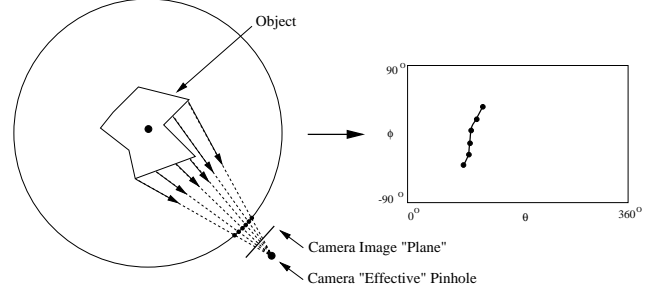 Object
90 O
ϕ
-90 O
0 O
θ
360 O
Camera Image "Plane"
Camera "Effective" Pinhole